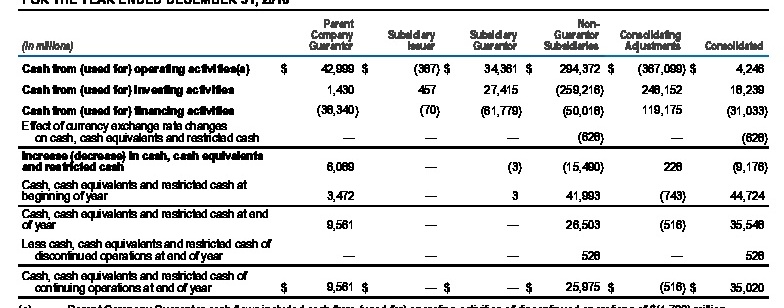 FOR THE YEAR ENDED DECEMBER 31, 2018
Parent Company Guarantor Subsidiary Issuer Subsidiary Guarantor Non-Guarantor Subsidiaries Consolidating Adjustments Consolidated
(In millions)
Cash from (used for) operating activities(a) $ 42,999 $ (387) $ 34,361 $ 294,372 $ (367,099) $ 4,246
Cash from (used for) investing activities 1,430 457 27,415 (259,216) 248,152 18,239
Cash from (used for) financing activities (38,340) (70) (61,779) (50,018) 119,175 (31,033)
Effect of currency exchange rate changes
on cash, cash equivalents and restricted cash — — — (628) — (628)
Increase (decrease) in cash, cash equivalents
and restricted cash 6,089 — (3) (15,490) 228 (9,176)
Cash, cash equivalents and restricted cash at
beginning of year 3,472 — 3 41,993 (743) 44,724
Cash, cash equivalents and restricted cash at end
of year 9,561 — — 26,503 (516) 35,548
Less cash, cash equivalents and restricted cash of
discontinued operations at end of year — — — 528 — 528
Cash, cash equivalents and restricted cash of
continuing operations at end of year $ 9,561 $ — $ — $ 25,975 $ (516) $ 35,020
(a) Parent Company Guarantor cash flows included cash from (used for) operating activities of discontinued operations of million